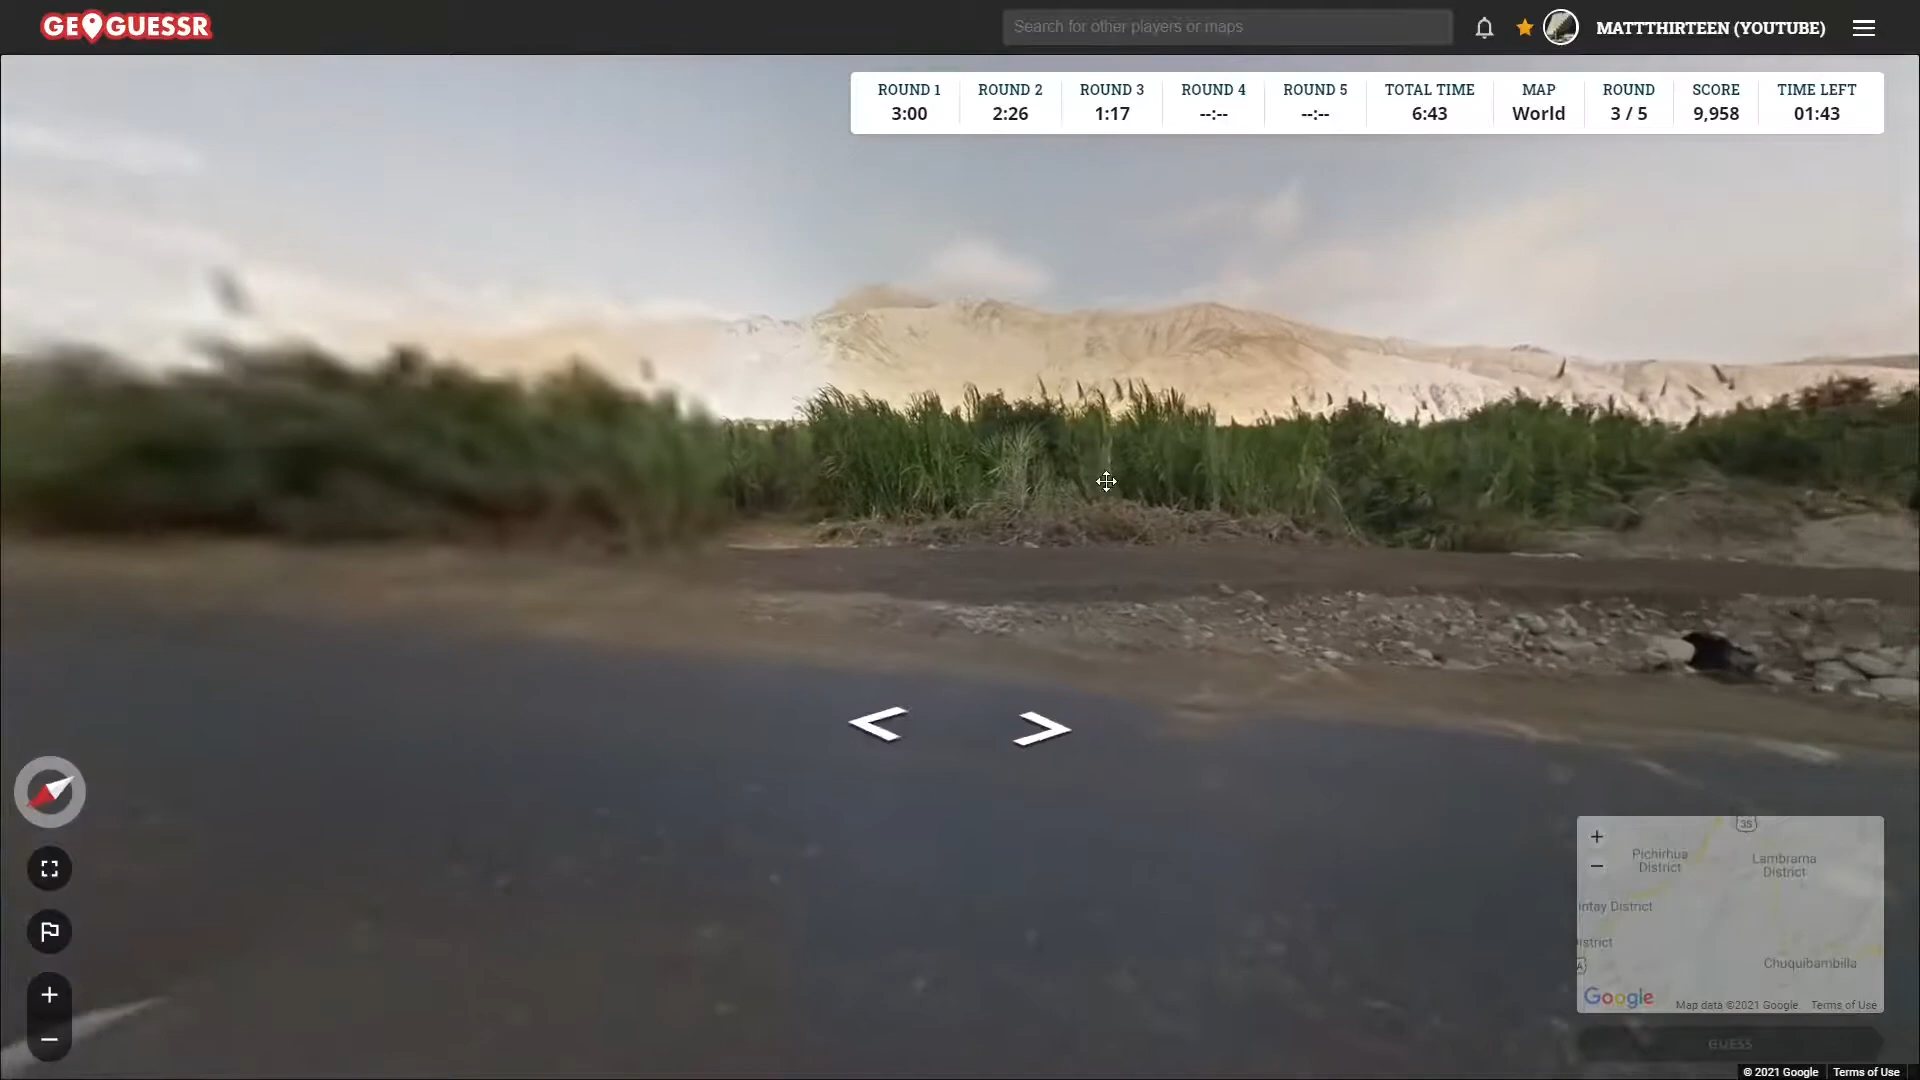 GEOGUESSR
Search for other players or maps
MATTTHIRTEEN (YOUTUBE)
ROUND 1 ROUND 2 ROUND 3 ROUND 4 ROUND 5 TOTAL TIME MAP ROUND SCORE TIME LEFT
3:00 2:26 1:17 --:-- --:-- 6:43 World 3 / 5 9,958 01:43
35
Pichirhua
District
Lambrama
District
intay District
istrict
A
Chuquibambilla
Google
Map data ©2021 Google
Terms of Use
GUESS
© 2021 Google
Terms of Use